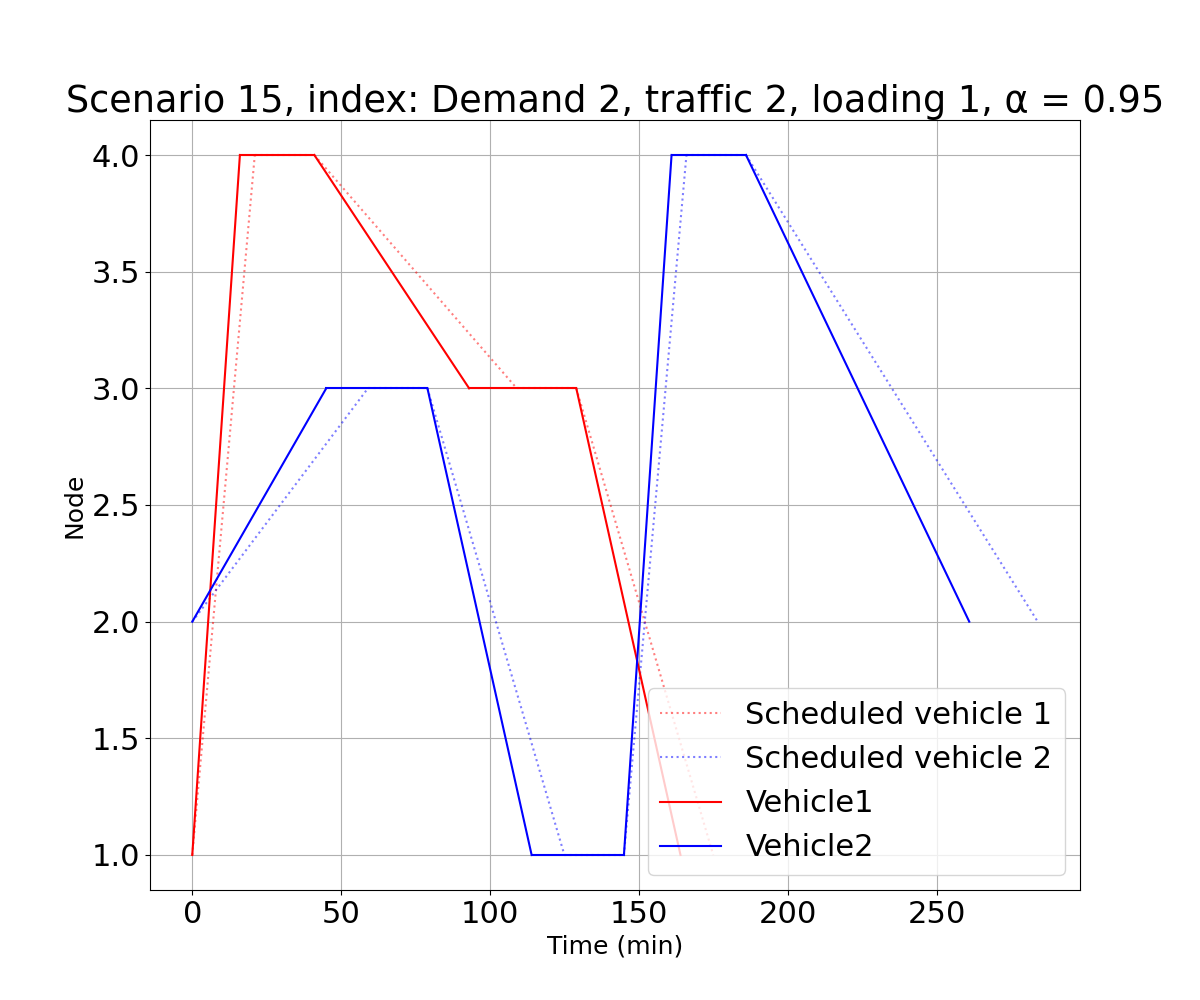 Scenario 15, index: Demand 2, traffic 2, loading 1, α = 0.95
4.0
3.5
3.0
2.5
2.0
1.5
1.0
Node
Scheduled vehicle 1
Scheduled vehicle 2
Vehicle1
Vehicle2
0 50 100 150 200 250
Time (min)